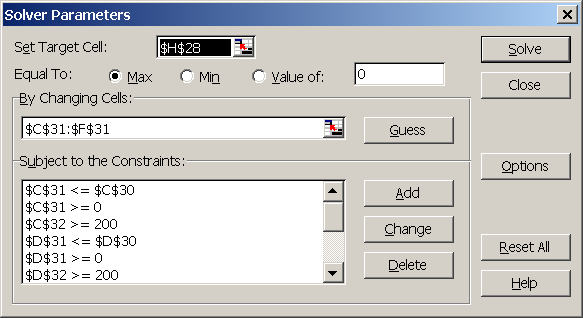 Solver Parameters
Set Target Cell: $H$28 Solve
Equal To: Max Min Value of: 0 Close
By Changing Cells:
$C$31:$F$31 Guess
Subject to the Constraints: Options
$C$31 <= $C$30 Add
$C$31 >= 0
$C$32 >= 200 Change
$D$31 <= $D$30 Reset All
$D$31 >= 0 Delete
$D$32 >= 200 Help